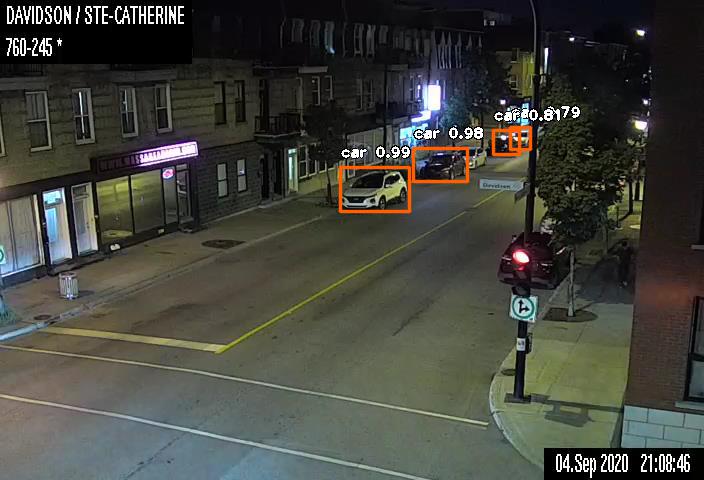 DAVIDSON / STE-CATHERINE
760-245 *
car 0.81
79
car 0.98
car 0.99
Davidson
04.Sep 2020 21:08:46